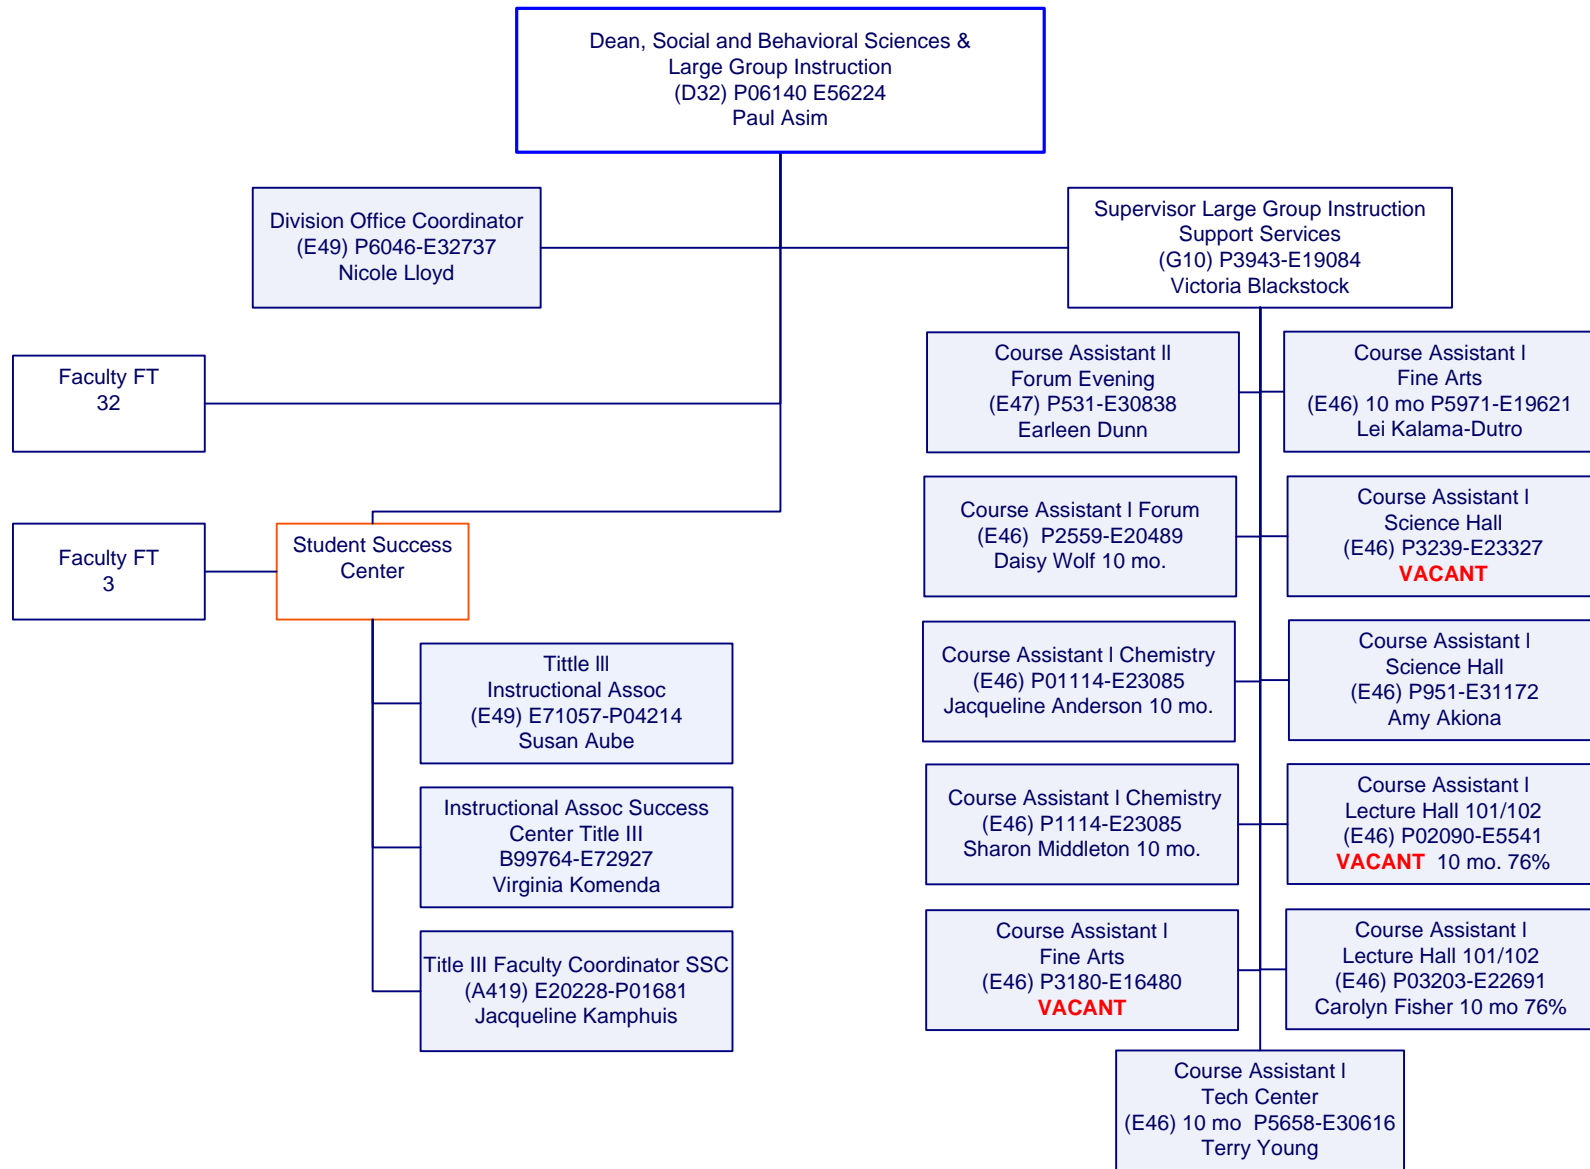 Dean, Social and Behavioral Sciences &
Large Group Instruction
(D32) P06140 E56224
Paul Asim
Division Office Coordinator
(E49) P6046-E32737
Nicole Lloyd
Supervisor Large Group Instruction
Support Services
(G10) P3943-E19084
Victoria Blackstock
Faculty FT
32
Faculty FT
3
Student Success
Center
Tittle III
Instructional Assoc
(E49) E71057-P04214
Susan Aube
Instructional Assoc Success
Center Title III
B99764-E72927
Virginia Komenda
Title III Faculty Coordinator SSC
(A419) E20228-P01681
Jacqueline Kamphuis
Course Assistant II
Forum Evening
(E47) P531-E30838
Earleen Dunn
Course Assistant I
Fine Arts
(E46) 10 mo P5971-E19621
Lei Kalama-Dutro
Course Assistant I Forum
(E46)  P2559-E20489
Daisy Wolf 10 mo.
Course Assistant I
Science Hall
(E46) P3239-E23327
VACANT
Course Assistant I Chemistry
(E46) P01114-E23085
Jacqueline Anderson 10 mo.
Course Assistant I
Science Hall
(E46) P951-E31172
Amy Akiona
Course Assistant I Chemistry
(E46) P1114-E23085
Sharon Middleton 10 mo.
Course Assistant I
Lecture Hall 101/102
(E46) P02090-E5541
VACANT  10 mo. 76%
Course Assistant I
Fine Arts
(E46) P3180-E16480
VACANT
Course Assistant I
Lecture Hall 101/102
(E46) P03203-E22691
Carolyn Fisher 10 mo 76%
Course Assistant I
Tech Center
(E46) 10 mo  P5658-E30616
Terry Young